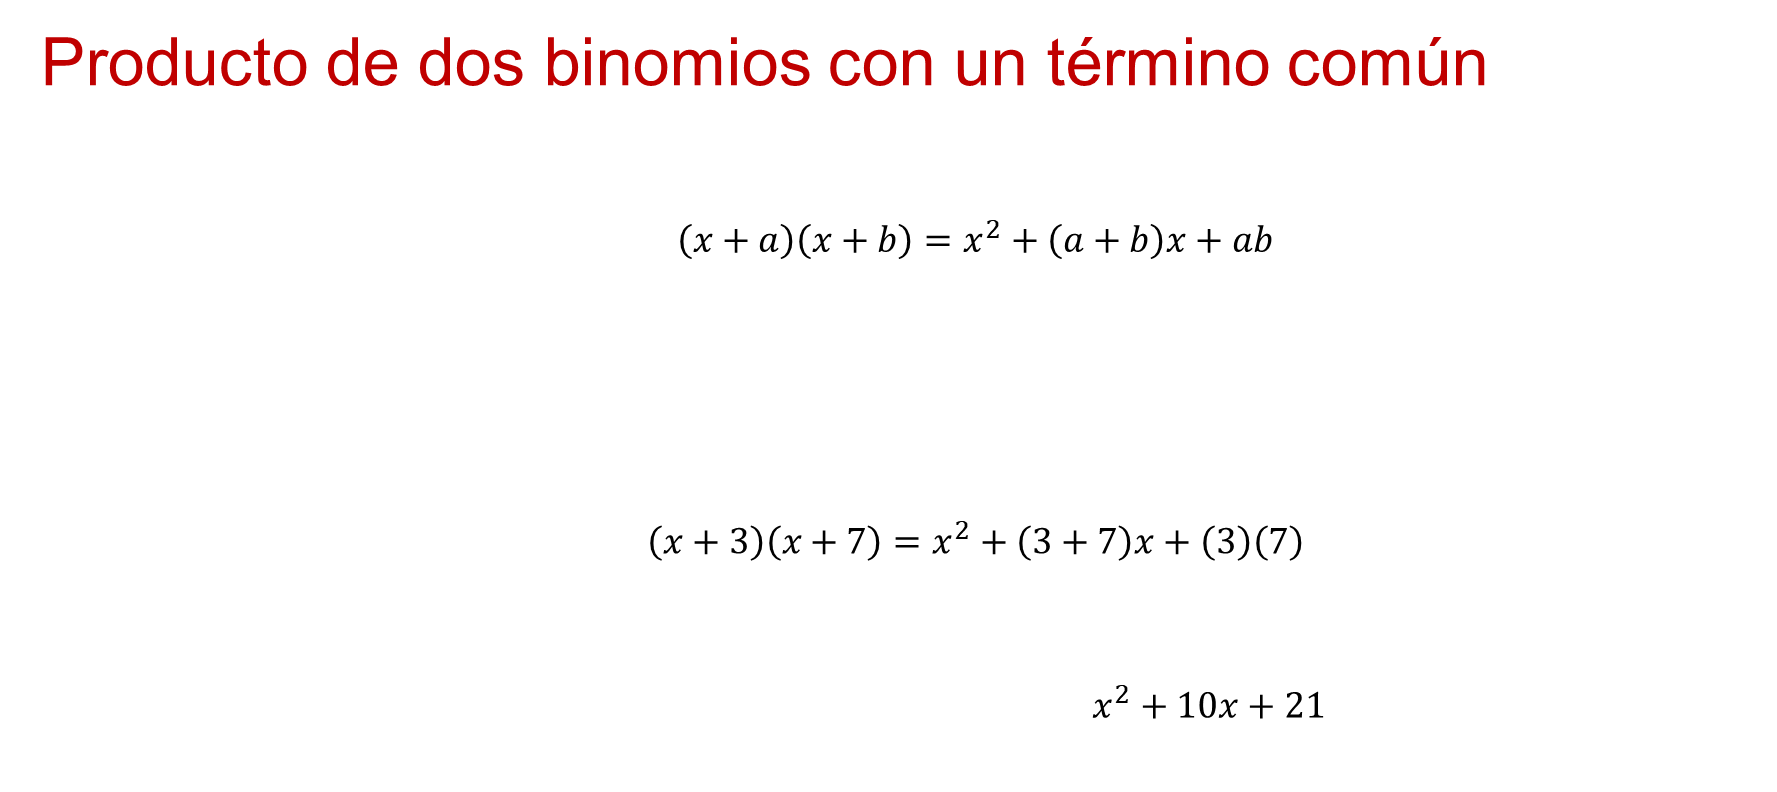 Producto de dos binomios con un término común
(x + a)(x + b) = x² + (a + b)x + ab
(x + 3)(x + 7) = x² + (3 + 7)x + (3)(7)
x² + 10x + 21